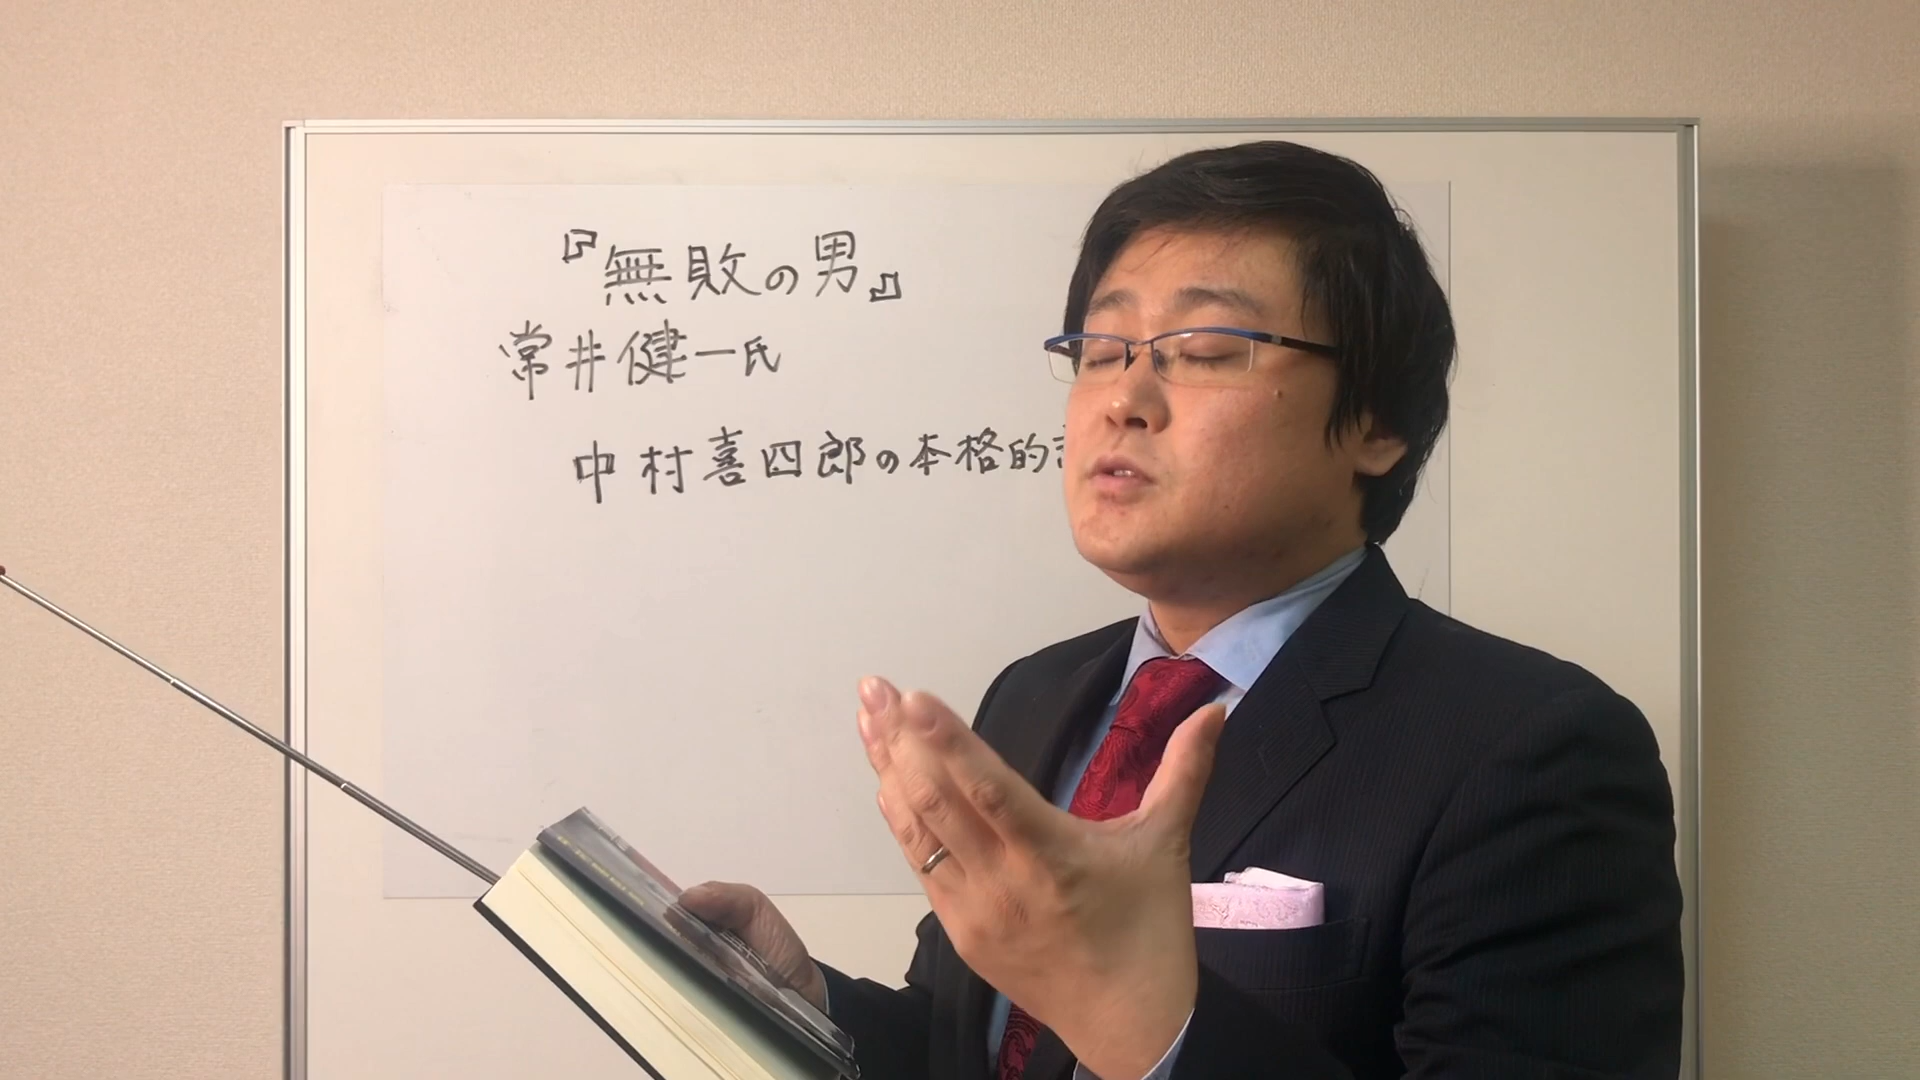 『無敗の男』
常井健一氏
中村喜四郎の本格的